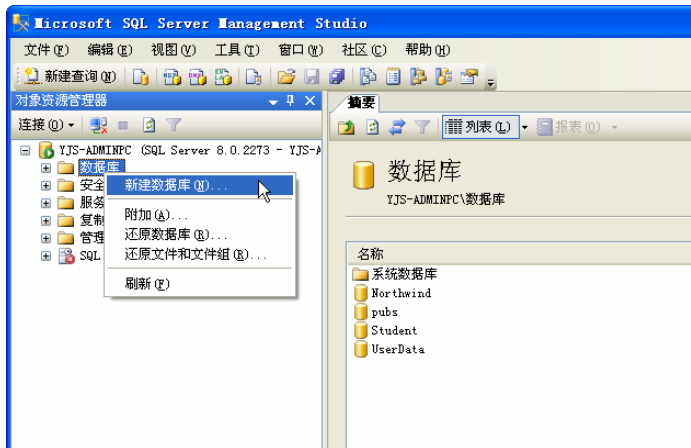 Microsoft SQL Server Management Studio
文件(F) 编辑(E) 视图(V) 工具(T) 窗口(W) 社区(C) 帮助(H)
新建查询(N)
对象资源管理器
摘要
连接(O)
列表(L)
报表(O)
YJS-ADMINPC (SQL Server 8.0.2273 - YJS-A
数据库
安全
服务
复制
管理
SQL
新建数据库(N)...
附加(A)...
还原数据库(R)...
还原文件和文件组(R)...
刷新(F)
数据库
YJS-ADMINPC\数据库
名称
系统数据库
Northwind
pubs
Student
UserData